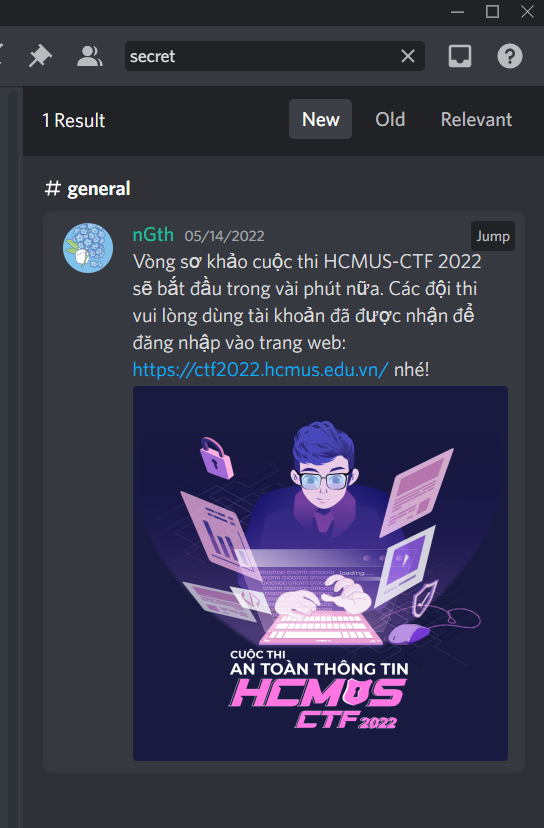 secret
1 Result
New
Old
Relevant
# general
nGth 05/14/2022
Jump
Vòng sơ khảo cuộc thi HCMUS-CTF 2022
sẽ bắt đầu trong vài phút nữa. Các đội thi
vui lòng dùng tài khoản đã được nhận để
đăng nhập vào trang web:
https://ctf2022.hcmus.edu.vn/ nhé!
loading....
CUỘC THI
AN TOÀN THÔNG TIN
HCMUS
CTF 2022